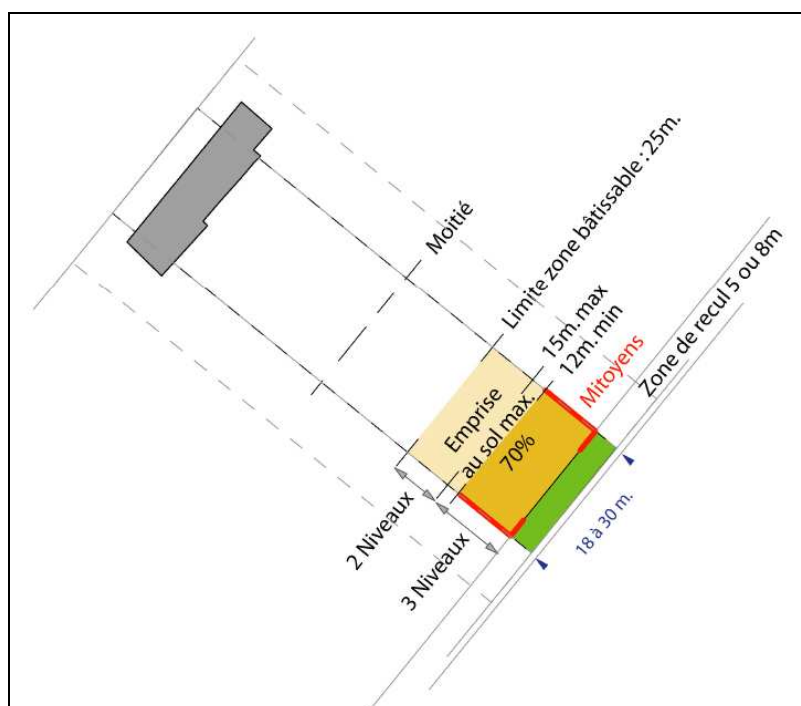 Moitié
Limite zone bâtissable : 25m.
15m. max
12m. min
Mitoyens
Zone de recul 5 ou 8m
Emprise
au sol max.
70%
2 Niveaux
3 Niveaux
18 à 30 m.